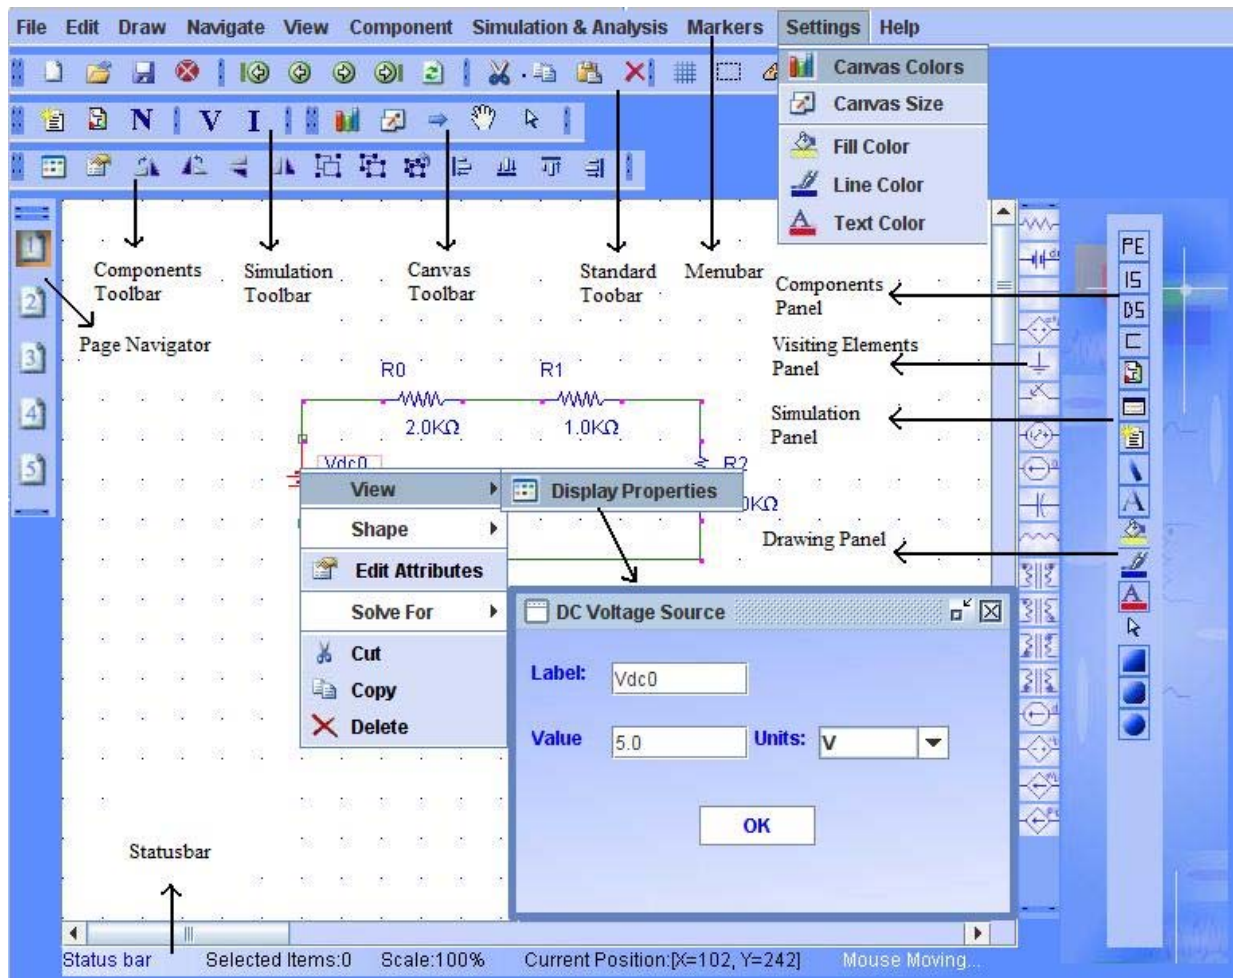 File Edit Draw Navigate View Component Simulation & Analysis Markers Settings Help
Canvas Colors
Canvas Size
N V I
Fill Color
Line Color
Text Color
1
2
3
4
5
Components
Toolbar
Simulation
Toolbar
Canvas
Toolbar
Standard
Toobar
Menubar
Page Navigator
Components
Panel
Visiting Elements
Panel
Simulation
Panel
Drawing Panel
PE
IS
DS
A
A
R0
2.0KΩ
R1
1.0KΩ
R2
0KΩ
Vdc0
View
Display Properties
Shape
Edit Attributes
Solve For
Cut
Copy
Delete
DC Voltage Source
Label: Vdc0
Value 5.0 Units: V
OK
Statusbar
Status bar Selected Items:0 Scale:100% Current Position:[X=102, Y=242] Mouse Moving...